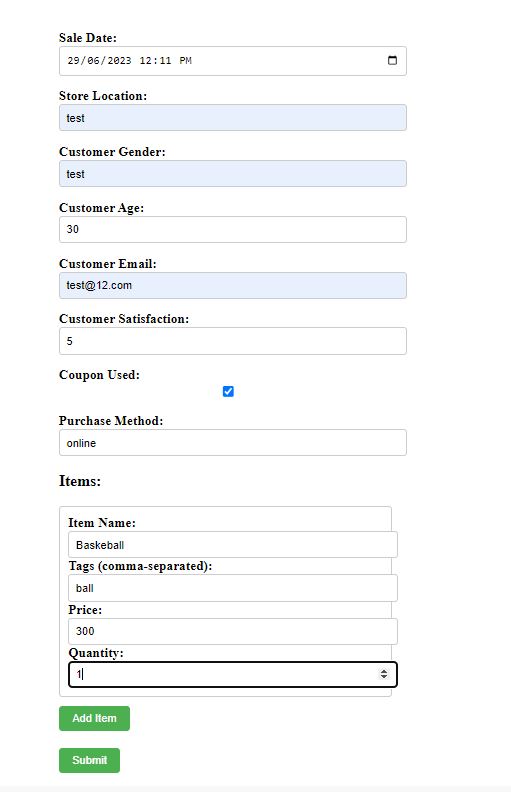 Sale Date:
29/06/2023 12:11 PM
Store Location:
test
Customer Gender:
test
Customer Age:
30
Customer Email:
test@12.com
Customer Satisfaction:
5
Coupon Used:
Purchase Method:
online
Items:
Item Name:
Baskeball
Tags (comma-separated):
ball
Price:
300
Quantity:
1
Add Item
Submit